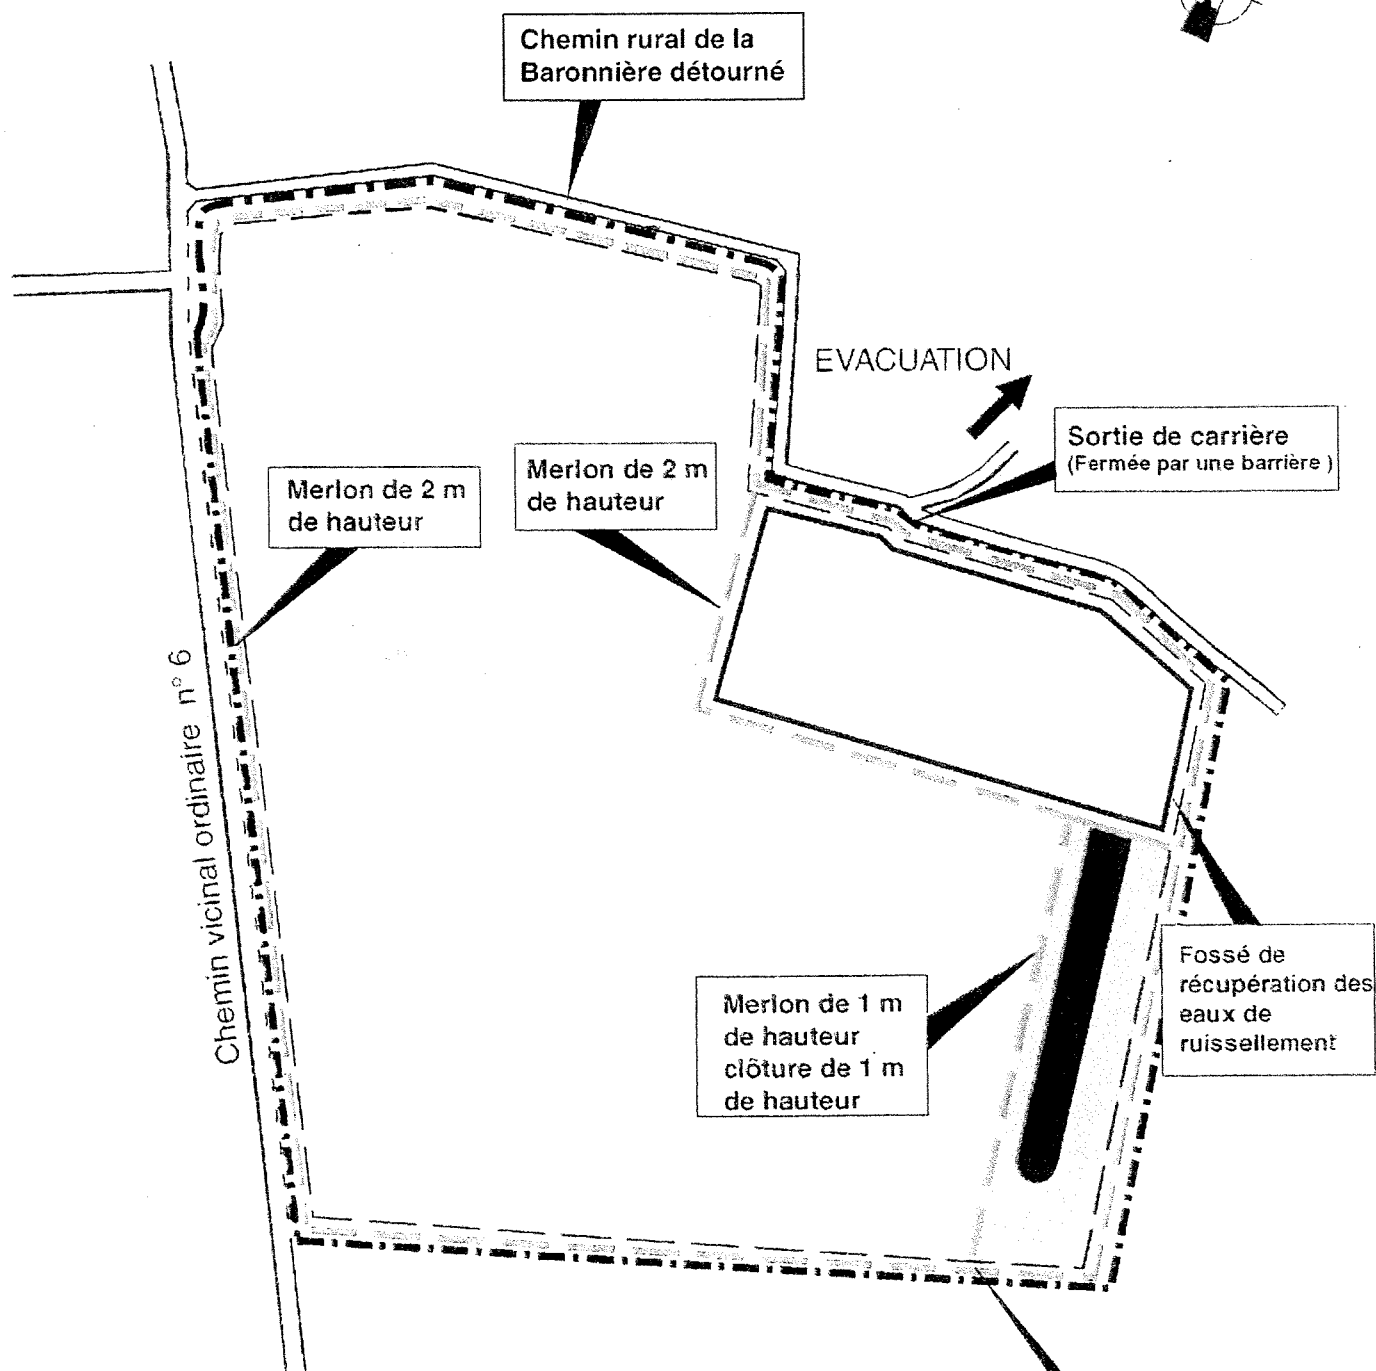 Chemin rural de la
Baronnière détourné
EVACUATION
Sortie de carrière
(Fermée par une barrière )
Merlon de 2 m
de hauteur
Merlon de 2 m
de hauteur
Chemin vicinal ordinaire n° 6
Merlon de 1 m
de hauteur
clôture de 1 m
de hauteur
Fossé de
récupération des
eaux de
ruissellement